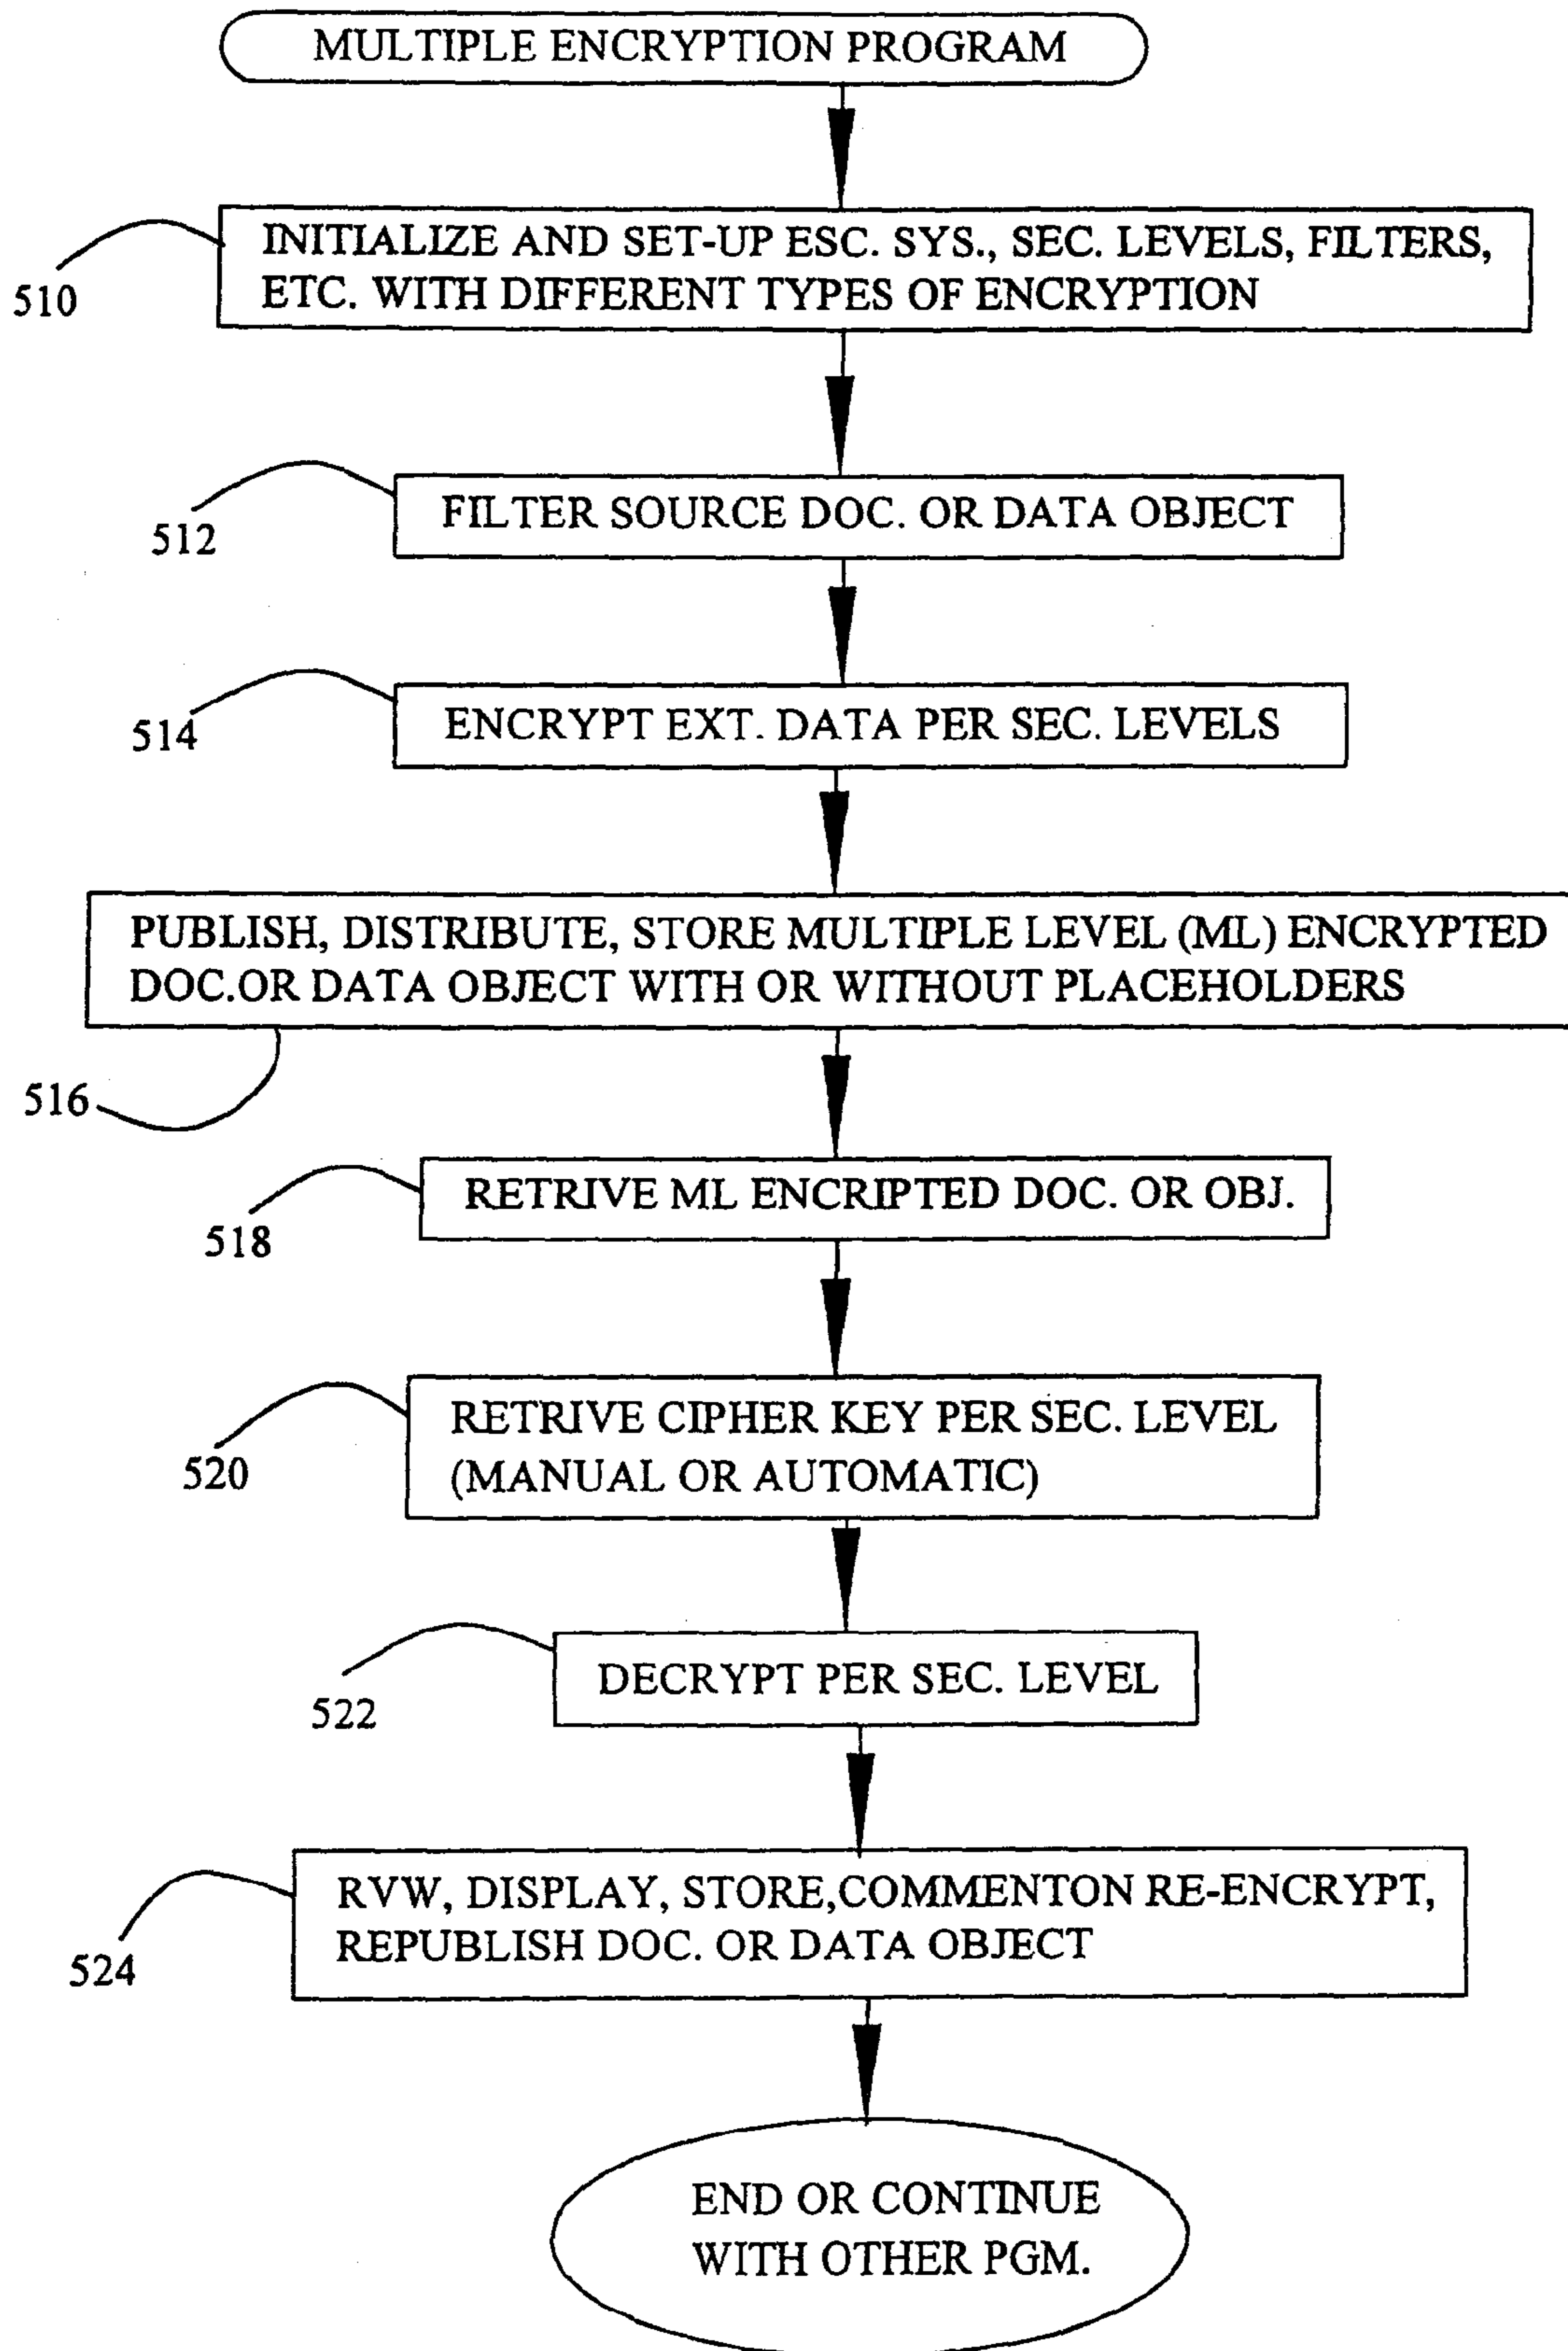 MULTIPLE ENCRYPTION PROGRAM
INITIALIZE AND SET-UP ESC. SYS., SEC. LEVELS, FILTERS,
ETC. WITH DIFFERENT TYPES OF ENCRYPTION
510
FILTER SOURCE DOC. OR DATA OBJECT
512
ENCRYPT EXT. DATA PER SEC. LEVELS
514
PUBLISH, DISTRIBUTE, STORE MULTIPLE LEVEL (ML) ENCRYPTED
DOC.OR DATA OBJECT WITH OR WITHOUT PLACEHOLDERS
516
RETRIVE ML ENCRIPTED DOC. OR OBJ.
518
RETRIVE CIPHER KEY PER SEC. LEVEL
(MANUAL OR AUTOMATIC)
520
DECRYPT PER SEC. LEVEL
522
RVW, DISPLAY, STORE,COMMENTON RE-ENCRYPT,
REPUBLISH DOC. OR DATA OBJECT
524
END OR CONTINUE
WITH OTHER PGM.